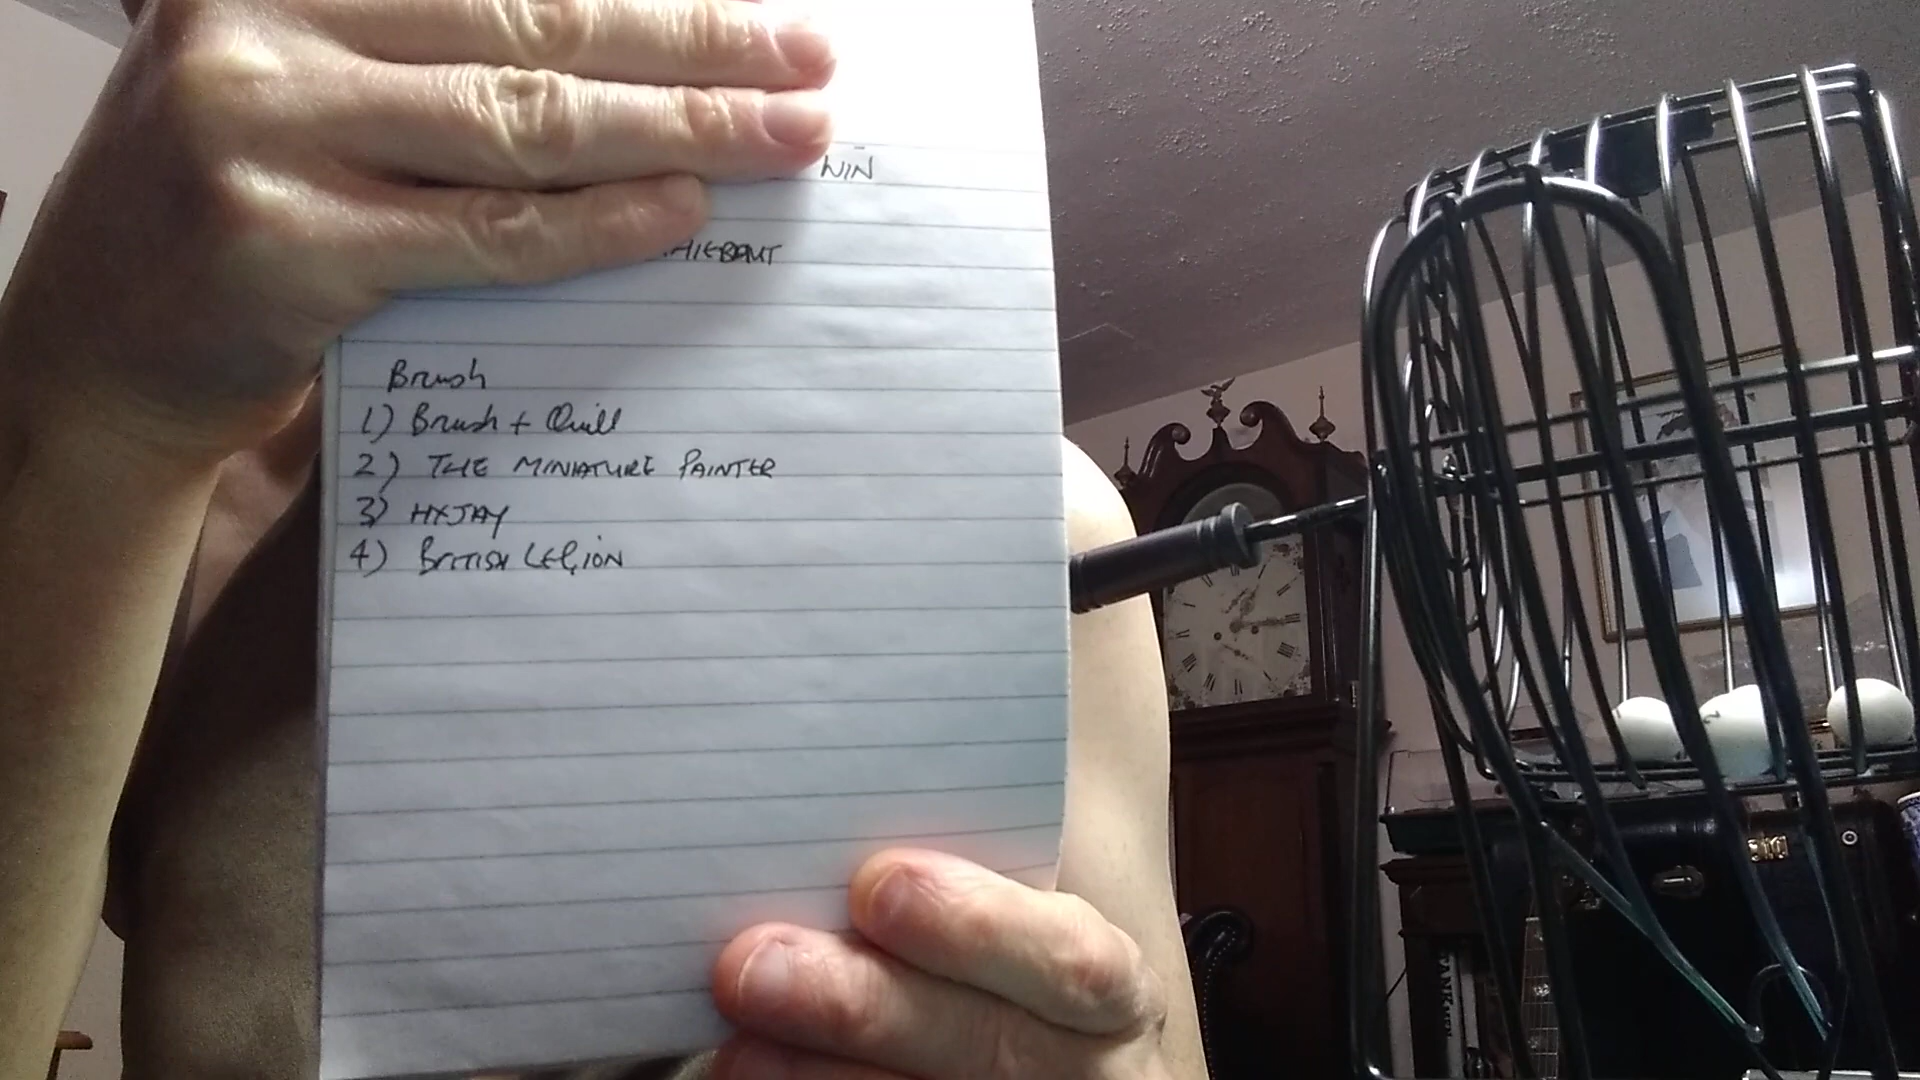 WIN
Brush
1) Brush + Quill
2) THE MINIATURE PAINTER
3) HXJAY
4) BRITISH LEGION